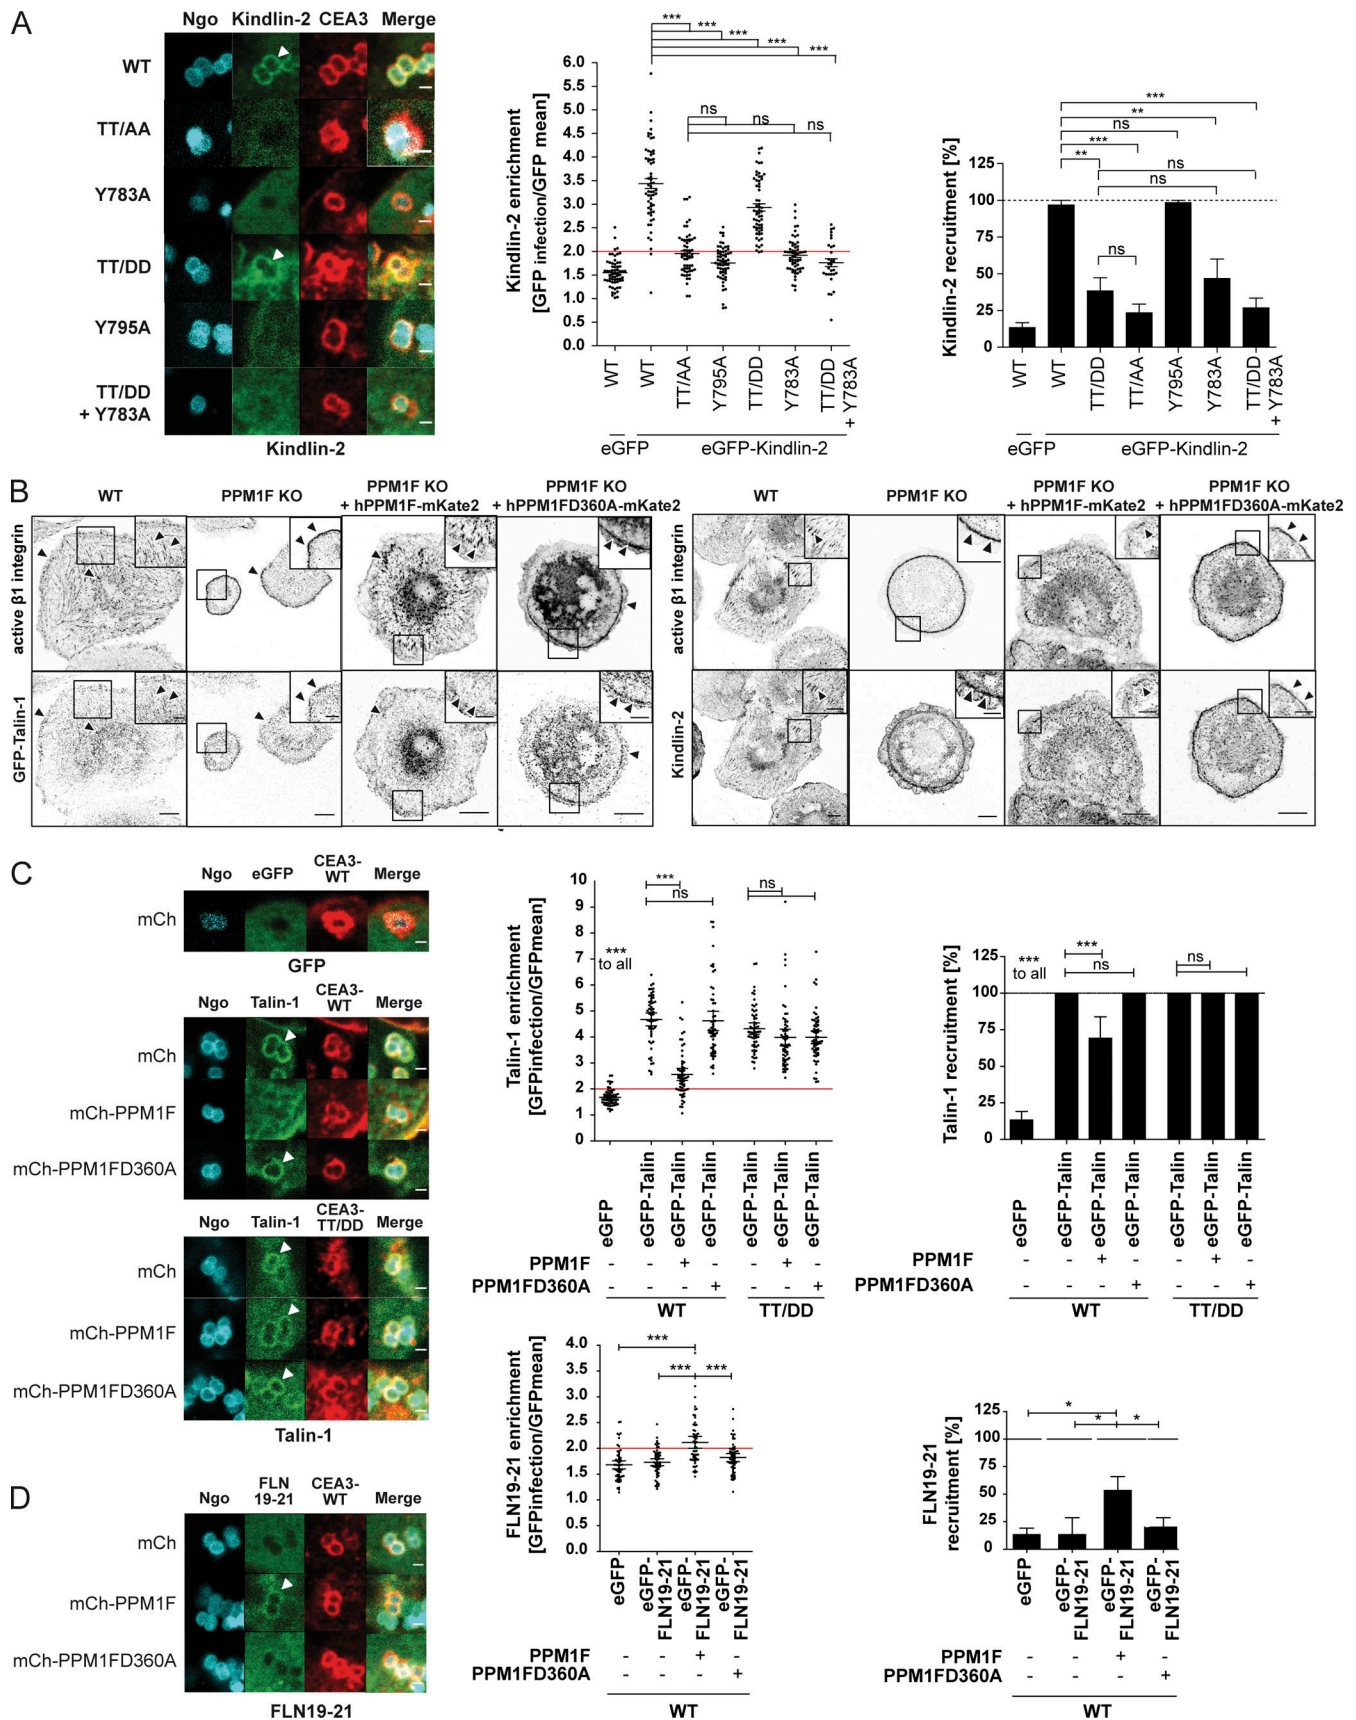 A
Ngo Kindlin-2 CEA3 Merge
WT
TT/AA
Y783A
TT/DD
Y795A
TT/DD
+ Y783A
Kindlin-2
Kindlin-2 enrichment
[GFP infection/GFP mean]
6.0
5.5
5.0
4.5
4.0
3.5
3.0
2.5
2.0
1.5
1.0
0.5
0.0
*** ***
***
***
***
ns
ns
ns
WT
WT
TT/AA
Y795A
TT/DD
Y783A
TT/DD
+ Y783A
eGFP eGFP-Kindlin-2
Kindlin-2 recruitment [%]
125
100
75
50
25
0
***
**
ns
***
**
ns
ns
ns
WT
WT
TT/DD
TT/AA
Y795A
Y783A
TT/DD
+ Y783A
eGFP eGFP-Kindlin-2
B
WT PPM1F KO PPM1F KO + hPPM1F-mKate2 PPM1F KO + hPPM1FD360A-mKate2
WT PPM1F KO PPM1F KO + hPPM1F-mKate2 PPM1F KO + hPPM1FD360A-mKate2
active β1 integrin
GFP-Talin-1
active β1 integrin
Kindlin-2
C
Ngo eGFP CEA3-WT Merge
mCh
GFP
Ngo Talin-1 CEA3-WT Merge
mCh
mCh-PPM1F
mCh-PPM1FD360A
Ngo Talin-1 CEA3-TT/DD Merge
mCh
mCh-PPM1F
mCh-PPM1FD360A
Talin-1
Talin-1 enrichment
[GFPinfection/GFPmean]
10
9
8
7
6
5
4
3
2
1
0
***
to all
***
ns
ns
eGFP
eGFP-Talin
eGFP-Talin
eGFP-Talin
eGFP-Talin
eGFP-Talin
eGFP-Talin
PPM1F - - + - - + -
PPM1FD360A - - - + - - +
WT TT/DD
Talin-1 recruitment [%]
125
100
75
50
25
0
***
to all
***
ns
ns
eGFP
eGFP-Talin
eGFP-Talin
eGFP-Talin
eGFP-Talin
eGFP-Talin
eGFP-Talin
PPM1F - - + - - + -
PPM1FD360A - - - + - - +
WT TT/DD
D
Ngo FLN 19-21 CEA3-WT Merge
mCh
mCh-PPM1F
mCh-PPM1FD360A
FLN19-21
FLN19-21 enrichment
[GFPinfection/GFPmean]
4.0
3.5
3.0
2.5
2.0
1.5
1.0
0.5
0.0
***
*** ***
eGFP
eGFP-FLN19-21
eGFP-FLN19-21
eGFP-FLN19-21
PPM1F - - + -
PPM1FD360A - - - +
WT
FLN19-21
recruitment [%]
125
100
75
50
25
0
*
* *
eGFP
eGFP-FLN19-21
eGFP-FLN19-21
eGFP-FLN19-21
PPM1F - - + -
PPM1FD360A - - - +
WT